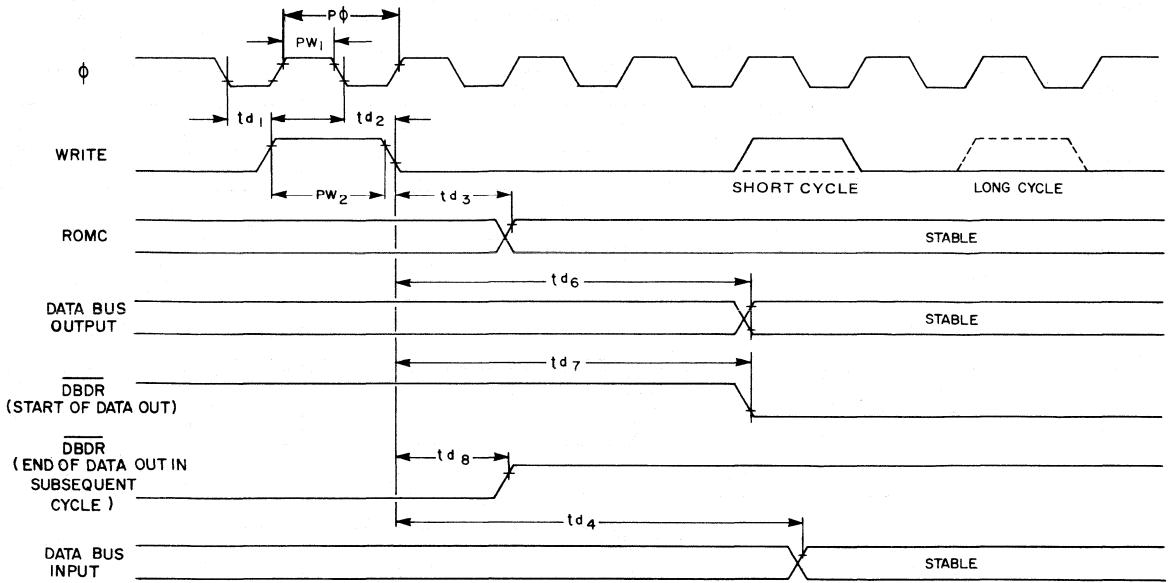 PΦ
PW1
Φ
td1
td2
WRITE
PW2
td3
SHORT CYCLE
LONG CYCLE
ROMC
STABLE
td6
DATA BUS
OUTPUT
STABLE
td7
DBDR
(START OF DATA OUT)
DBDR
(END OF DATA OUT IN
SUBSEQUENT
CYCLE)
td8
td4
DATA BUS
INPUT
STABLE